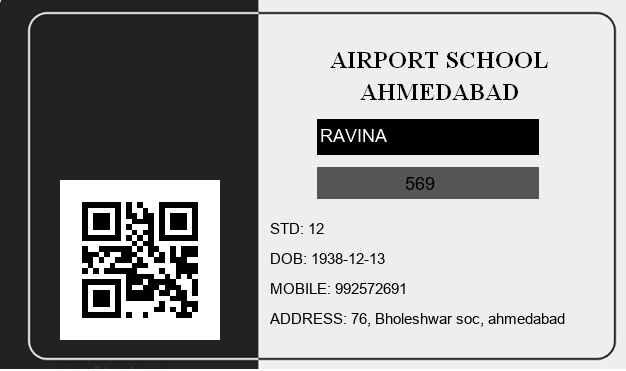 AIRPORT SCHOOL
AHMEDABAD
RAVINA
569
STD: 12
DOB: 1938-12-13
MOBILE: 992572691
ADDRESS: 76, Bholeshwar soc, ahmedabad